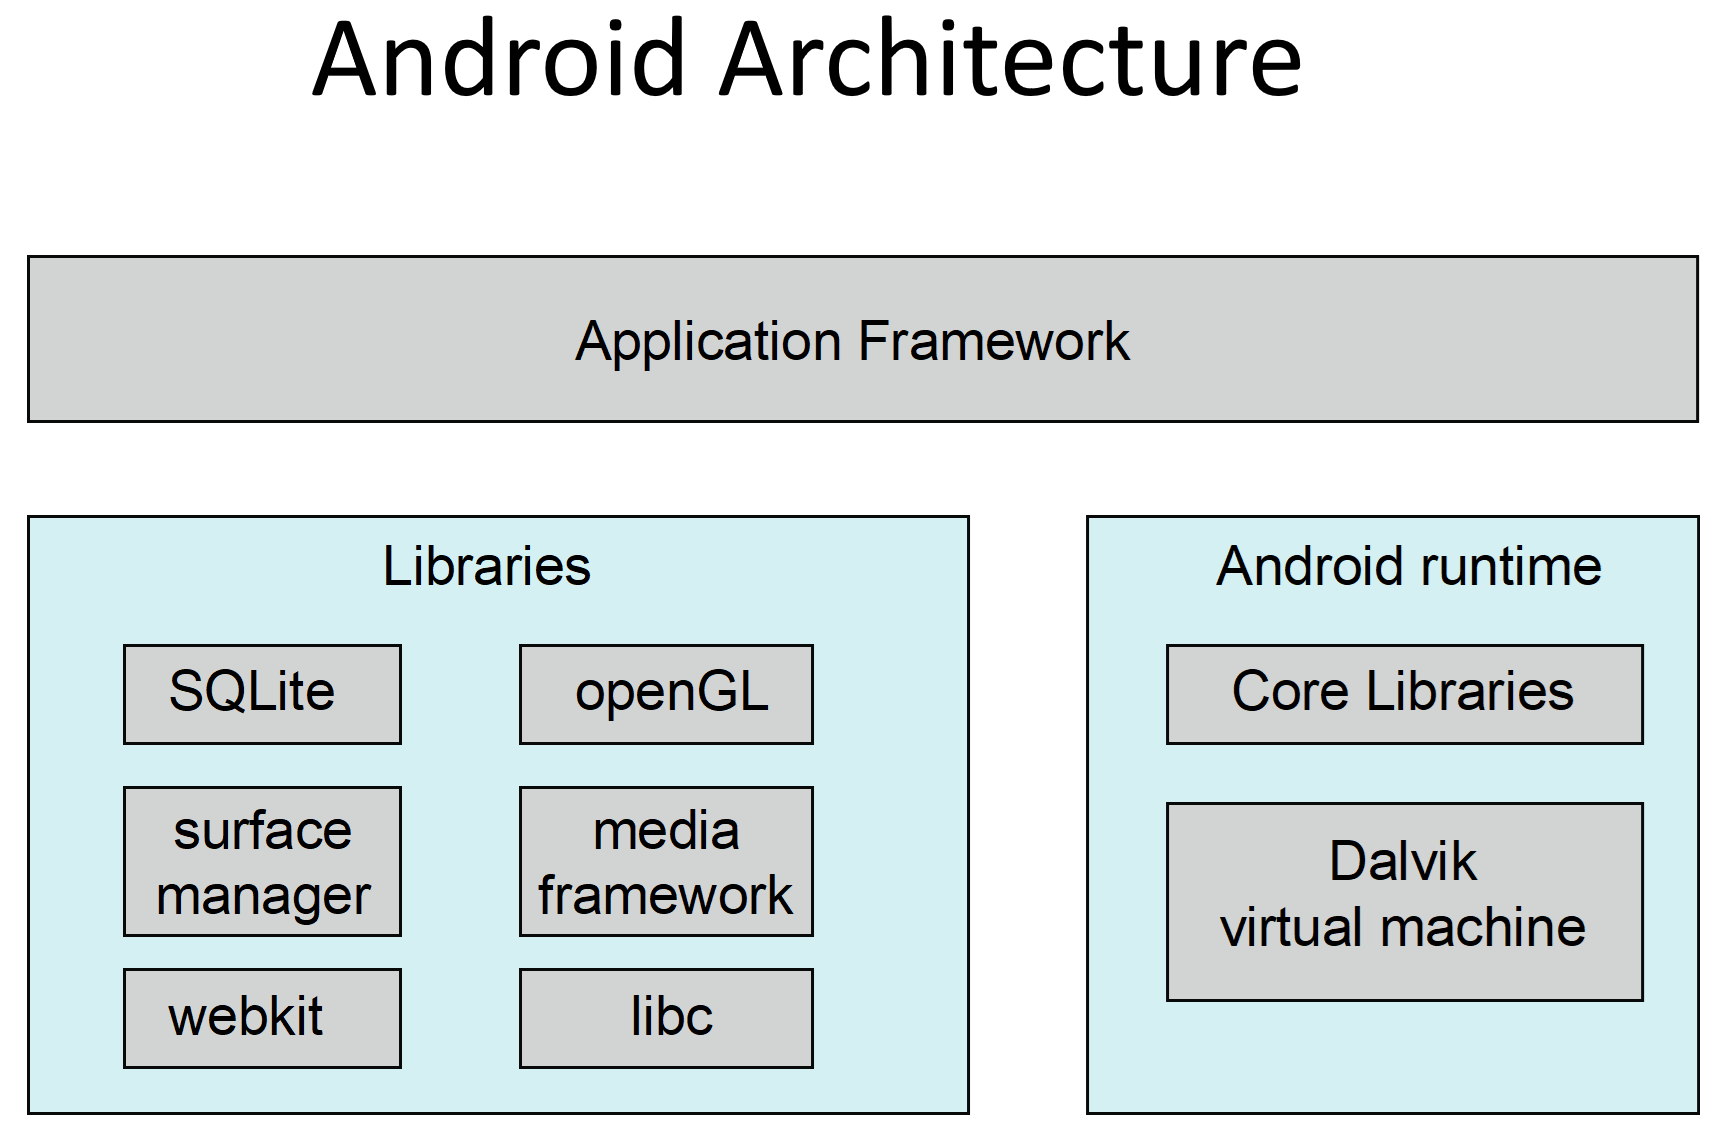 Android Architecture
Application Framework
Libraries
SQLite
openGL
surface
manager
media
framework
webkit
libc
Android runtime
Core Libraries
Dalvik
virtual machine